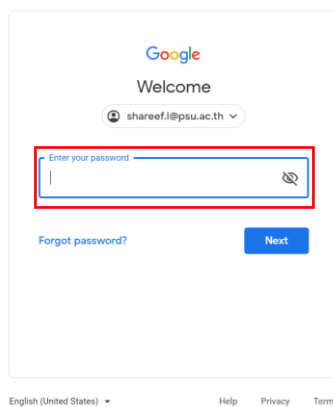 Google
Welcome
shareef.l@psu.ac.th
Enter your password
Forgot password?
Next
English (United States)
Help
Privacy
Term